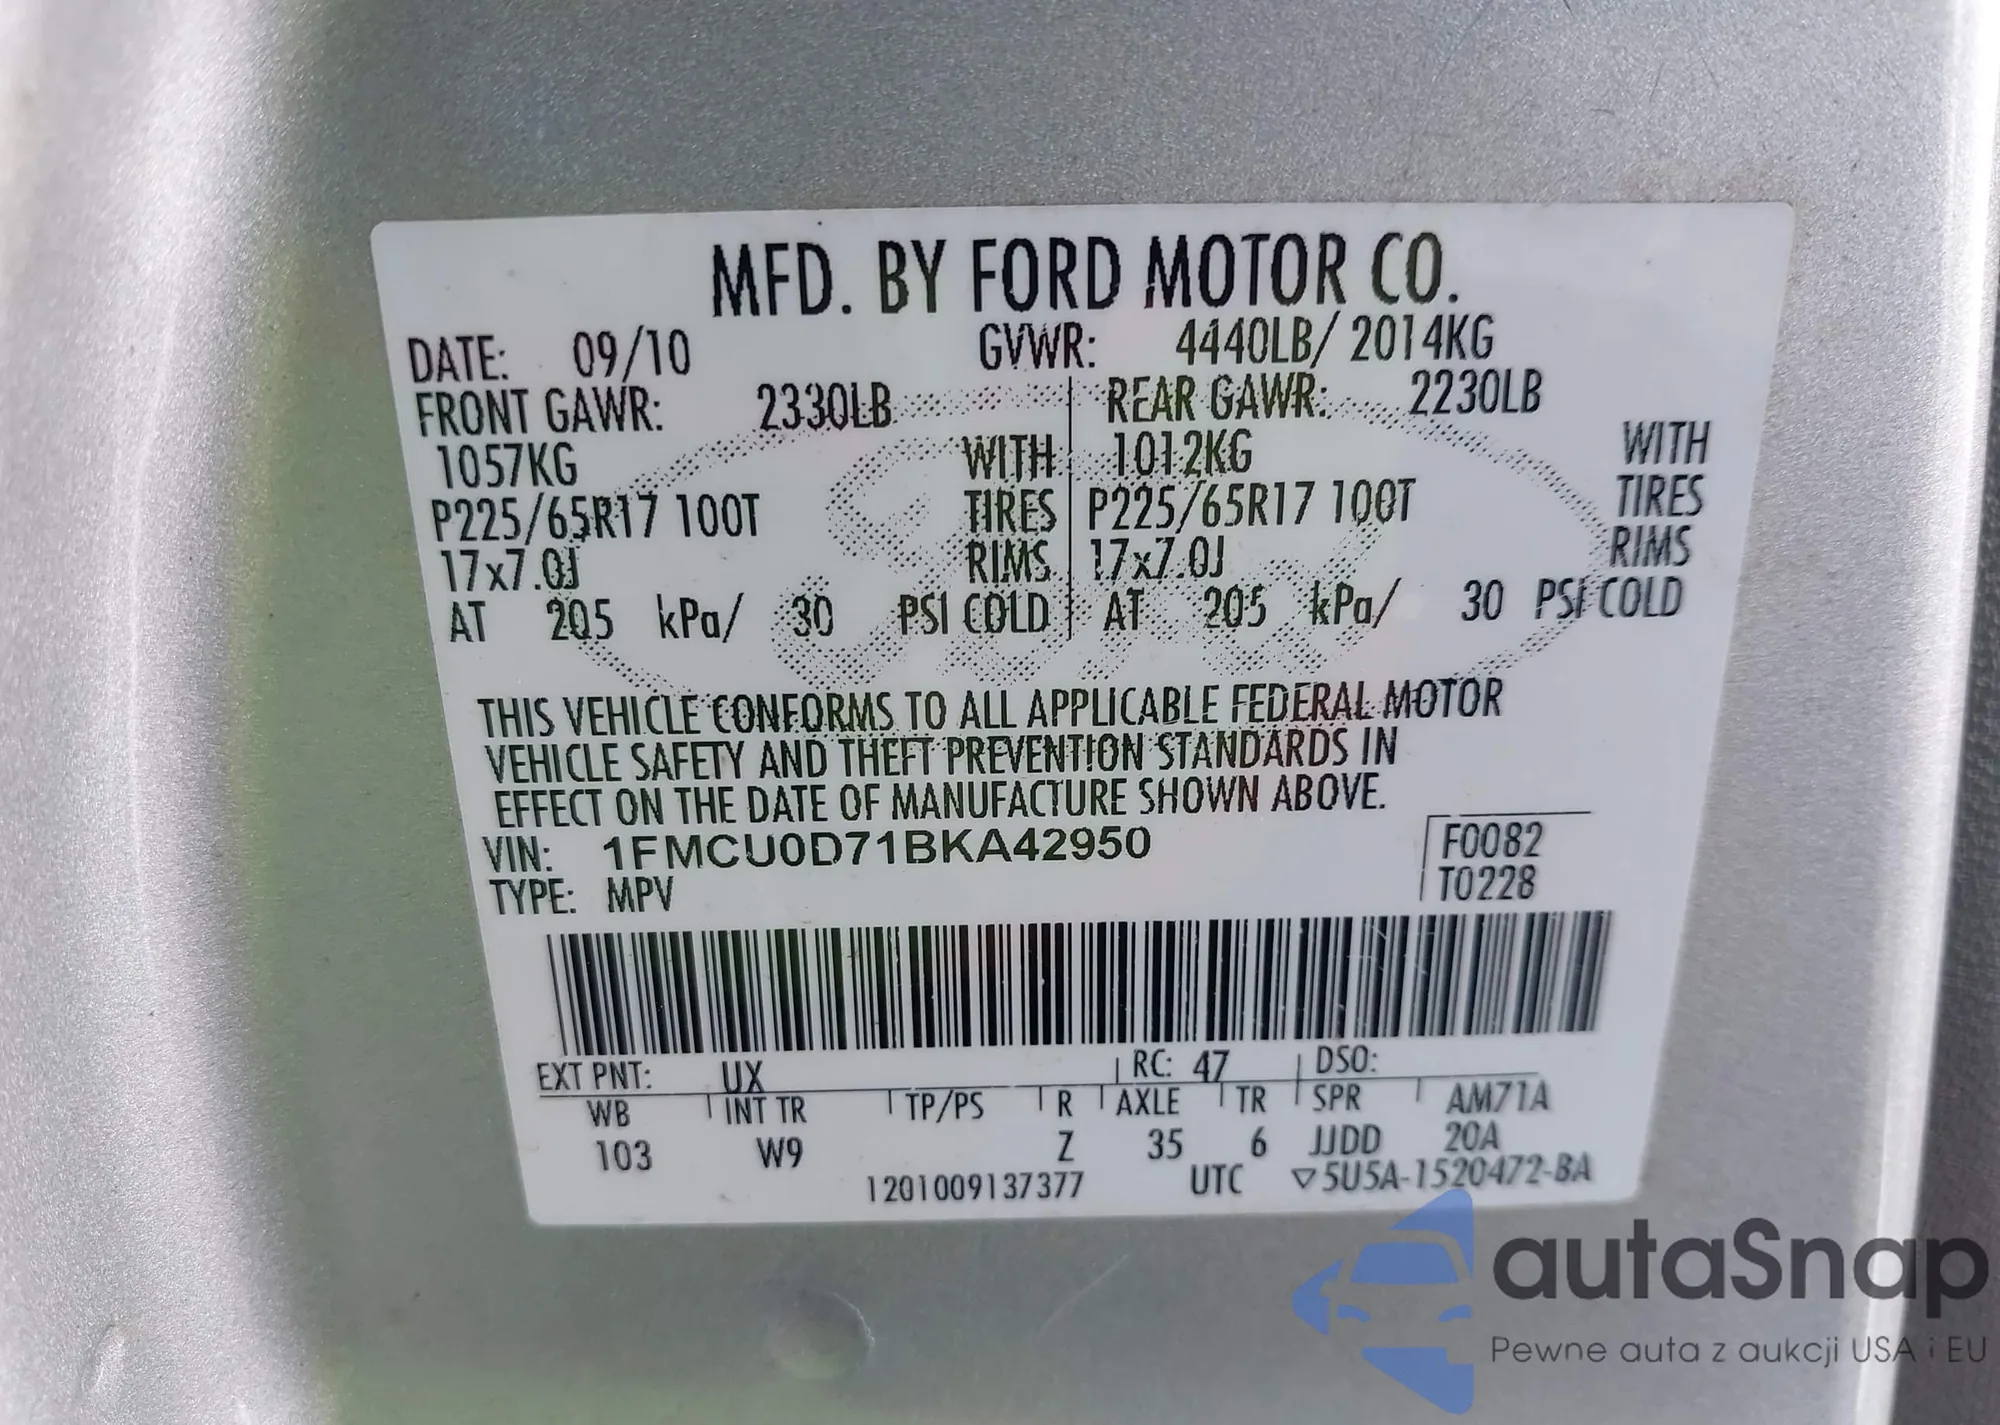 MFD. BY FORD MOTOR CO.
DATE: 09/10 GVWR: 4440LB/ 2014KG
FRONT GAWR: 2330LB REAR GAWR: 2230LB
1057KG WITH 1012KG WITH
P225/65R17 100T TIRES P225/65R17 100T TIRES
17x7.0J RIMS 17x7.0J RIMS
AT 205 kPa/ 30 PSI COLD AT 205 kPa/ 30 PSI COLD
THIS VEHICLE CONFORMS TO ALL APPLICABLE FEDERAL MOTOR
VEHICLE SAFETY AND THEFT PREVENTION STANDARDS IN
EFFECT ON THE DATE OF MANUFACTURE SHOWN ABOVE.
VIN: 1FMCU0D71BKA42950 F0082
TYPE: MPV T0228
EXT PNT: UX RC: 47 DSO:
WB INT TR TP/PS R AXLE TR SPR AM71A
103 W9 Z 35 6 JJDD 20A
1201009137377 UTC ▽5U5A-1520472-BA
autaSnap
Pewne auta z aukcji USA i EU